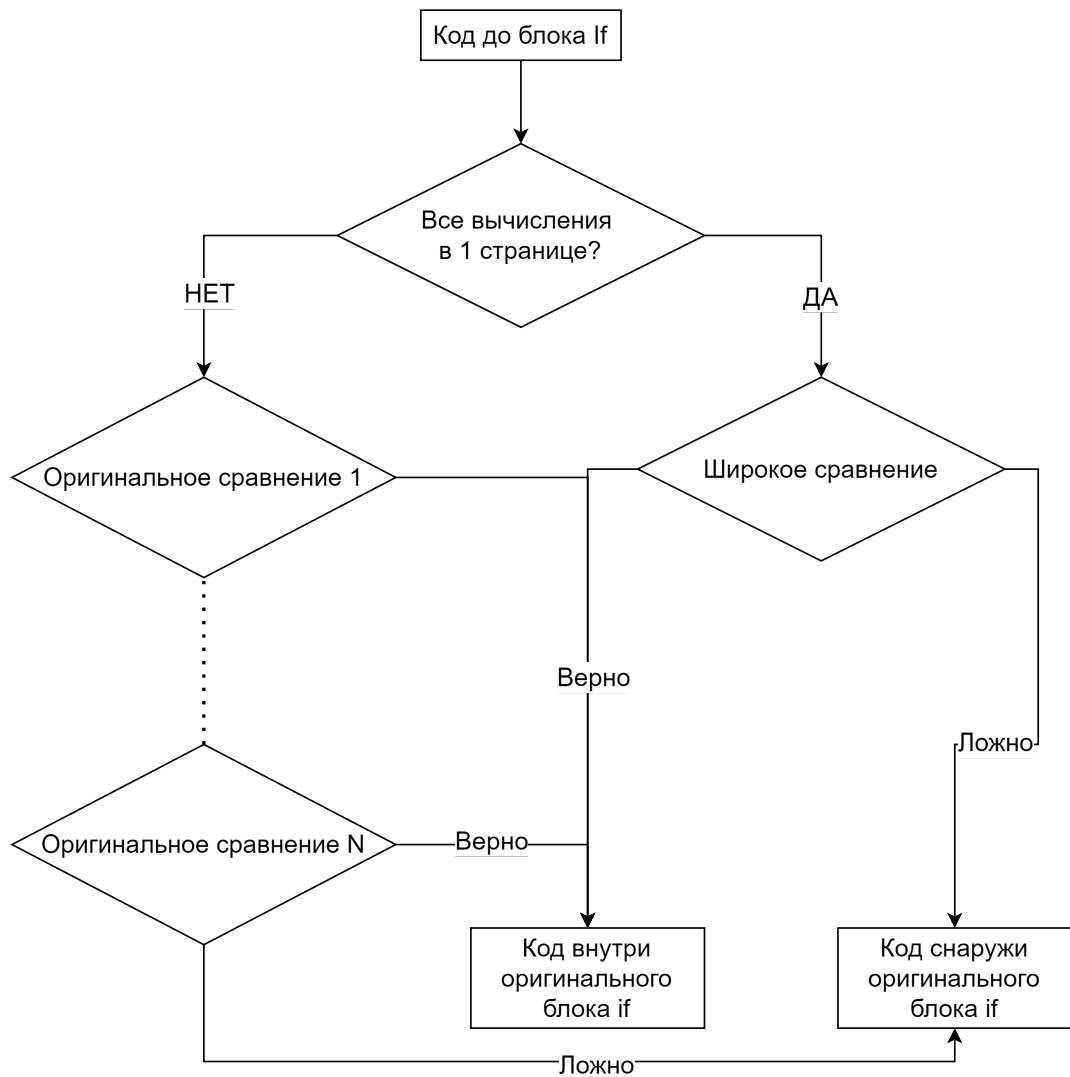 Код до блока If
Все вычисления
в 1 странице?
НЕТ
ДА
Оригинальное сравнение 1
Широкое сравнение
Верно
Ложно
Оригинальное сравнение N
Верно
Код внутри
оригинального
блока if
Код снаружи
оригинального
блока if
Ложно